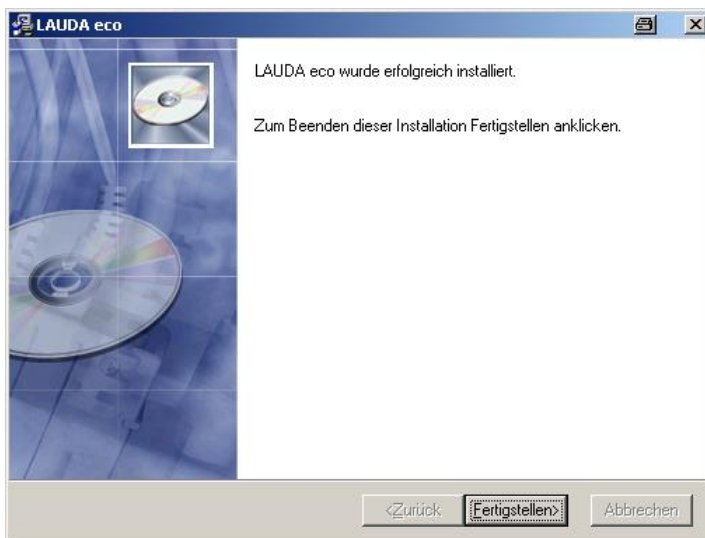 LAUDA eco
LAUDA eco wurde erfolgreich installiert.
Zum Beenden dieser Installation Fertigstellen anklicken.
<Zurück Fertigstellen> Abbrechen